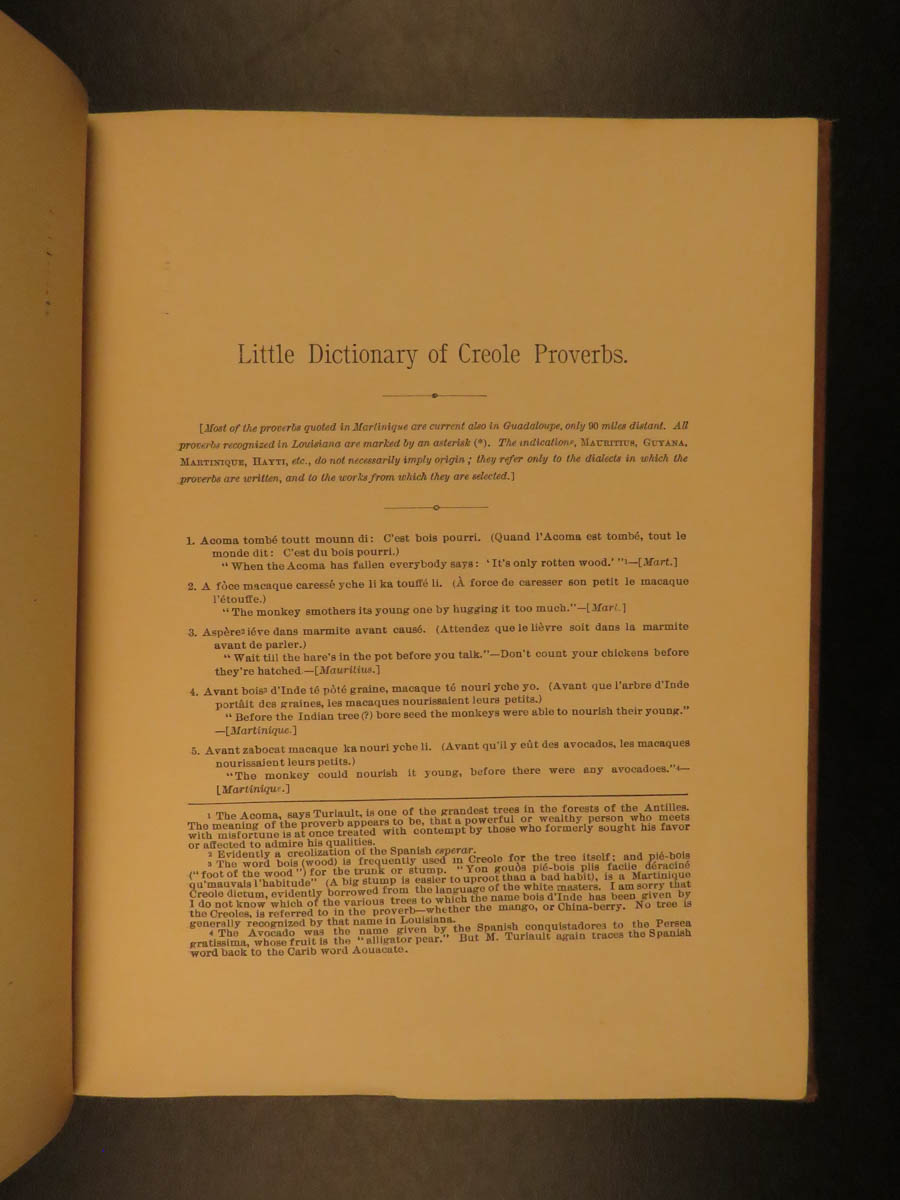 Little Dictionary of Creole Proverbs.
[Most of the proverbs quoted in Martinique are current also in Guadaloupe, only 90 miles distant. All
proverbs recognized in Louisiana are marked by an asterisk (*). The indications, MAURITIUS, GUYANA,
MARTINIQUE, HAYTI, etc., do not necessarily imply origin; they refer only to the dialects in which the
proverbs are written, and to the works from which they are selected.]
1. Acoma tombé toutt mounn di: C'est bois pourri. (Quand l'Acoma est tombé, tout le
monde dit: C'est du bois pourri.)
"When the Acoma has fallen everybody says: 'It's only rotten wood.' "¹—[Mart.]
2. A fôce macaque caressé yche li ka touffé li. (À force de caresser son petit le macaque
l'étouffe.)
"The monkey smothers its young one by hugging it too much."—[Mart.]
3. Aspère² iéve dans marmite avant causé. (Attendez que le lièvre soit dans la marmite
avant de parler.)
"Wait till the hare's in the pot before you talk."—Don't count your chickens before
they're hatched—[Mauritius.]
4. Avant bois³ d'Inde té pôté graine, macaque té nouri yche yo. (Avant que l'arbre d'Inde
portât des graines, les macaques nourissaient leurs petits.)
"Before the Indian tree (?) bore seed the monkeys were able to nourish their young."
—[Martinique.]
5. Avant zabocat macaque ka nouri yche li. (Avant qu'il y eût des avocados, les macaques
nourissaient leurs petits.)
"The monkey could nourish it young, before there were any avocadoes."⁴—
[Martinique.]
¹ The Acoma, says Turiault, is one of the grandest trees in the forests of the Antilles.
The meaning of the proverb appears to be, that a powerful or wealthy person who meets
with misfortune is at once treated with contempt by those who formerly sought his favor
or affected to admire his qualities.
² Evidently a creolization of the Spanish esperar.
³ The word bois (wood) is frequently used in Creole for the tree itself; and pié-bois
("foot of the wood") for the trunk or stump. "Yon gouôs pié-bois plis facile déraciné
qu'mauvais l'habitude" (A big stump is easier to uproot than a bad habit), is a Martinique
Creole dictum, evidently borrowed from the language of the white masters. I am sorry that
I do not know which of the various trees to which the name bois d'Inde has been given by
the Creoles, is referred to in the proverb—whether the mango, or China-berry. No tree is
generally recognized by that name in Louisiana.
⁴ The Avocado was the name given by the Spanish conquistadores to the Persea
gratissima, whose fruit is the "alligator pear." But M. Turiault again traces the Spanish
word back to the Carib word Aouacate.